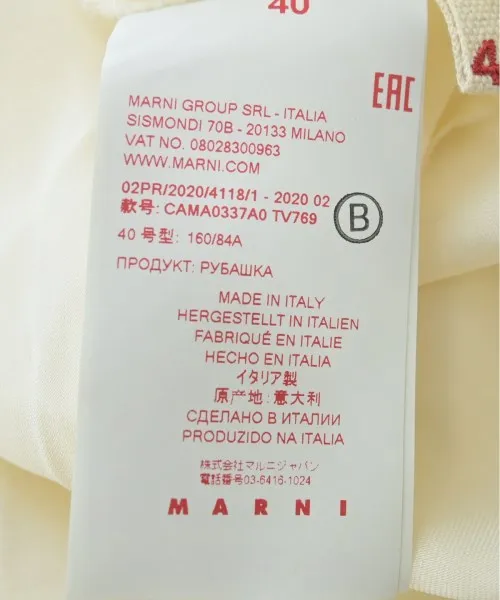 40
EAC
4
MARNI GROUP SRL - ITALIA
SISMONDI 70B - 20133 MILANO
VAT NO. 08028300963
WWW.MARNI.COM
02PR/2020/4118/1 - 2020 02
款号: CAMA0337A0 TV769
B
40 号型: 160/84A
ПРОДУКТ: РУБАШКА
MADE IN ITALY
HERGESTELLT IN ITALIEN
FABRIQUÉ EN ITALIE
HECHO EN ITALIA
イタリア製
原产地:意大利
СДЕЛАНО В ИТАЛИИ
PRODUZIDO NA ITALIA
株式会社マルニジャパン
電話番号03-6416-1024
MARNI